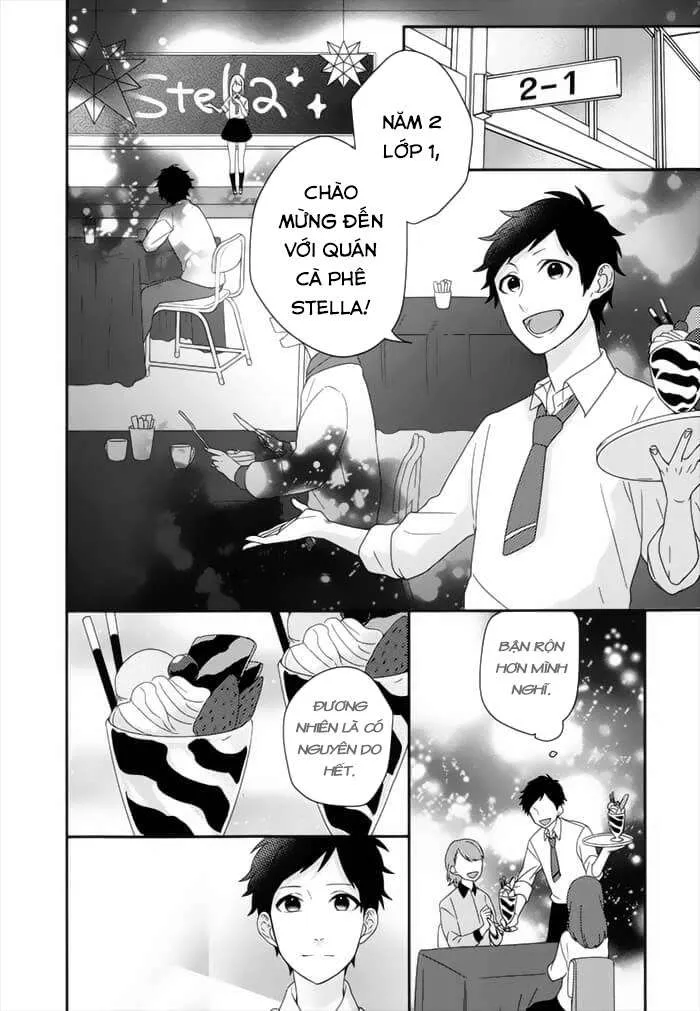 2-1
NĂM 2
LỚP 1,
CHÀO
MỪNG ĐẾN
VỚI QUÁN
CÀ PHÊ
STELLA!
Stella
BẬN RỘN
HƠN MÌNH
NGHĨ.
ĐƯƠNG
NHIÊN LÀ CÓ
NGUYÊN DO
HẾT.